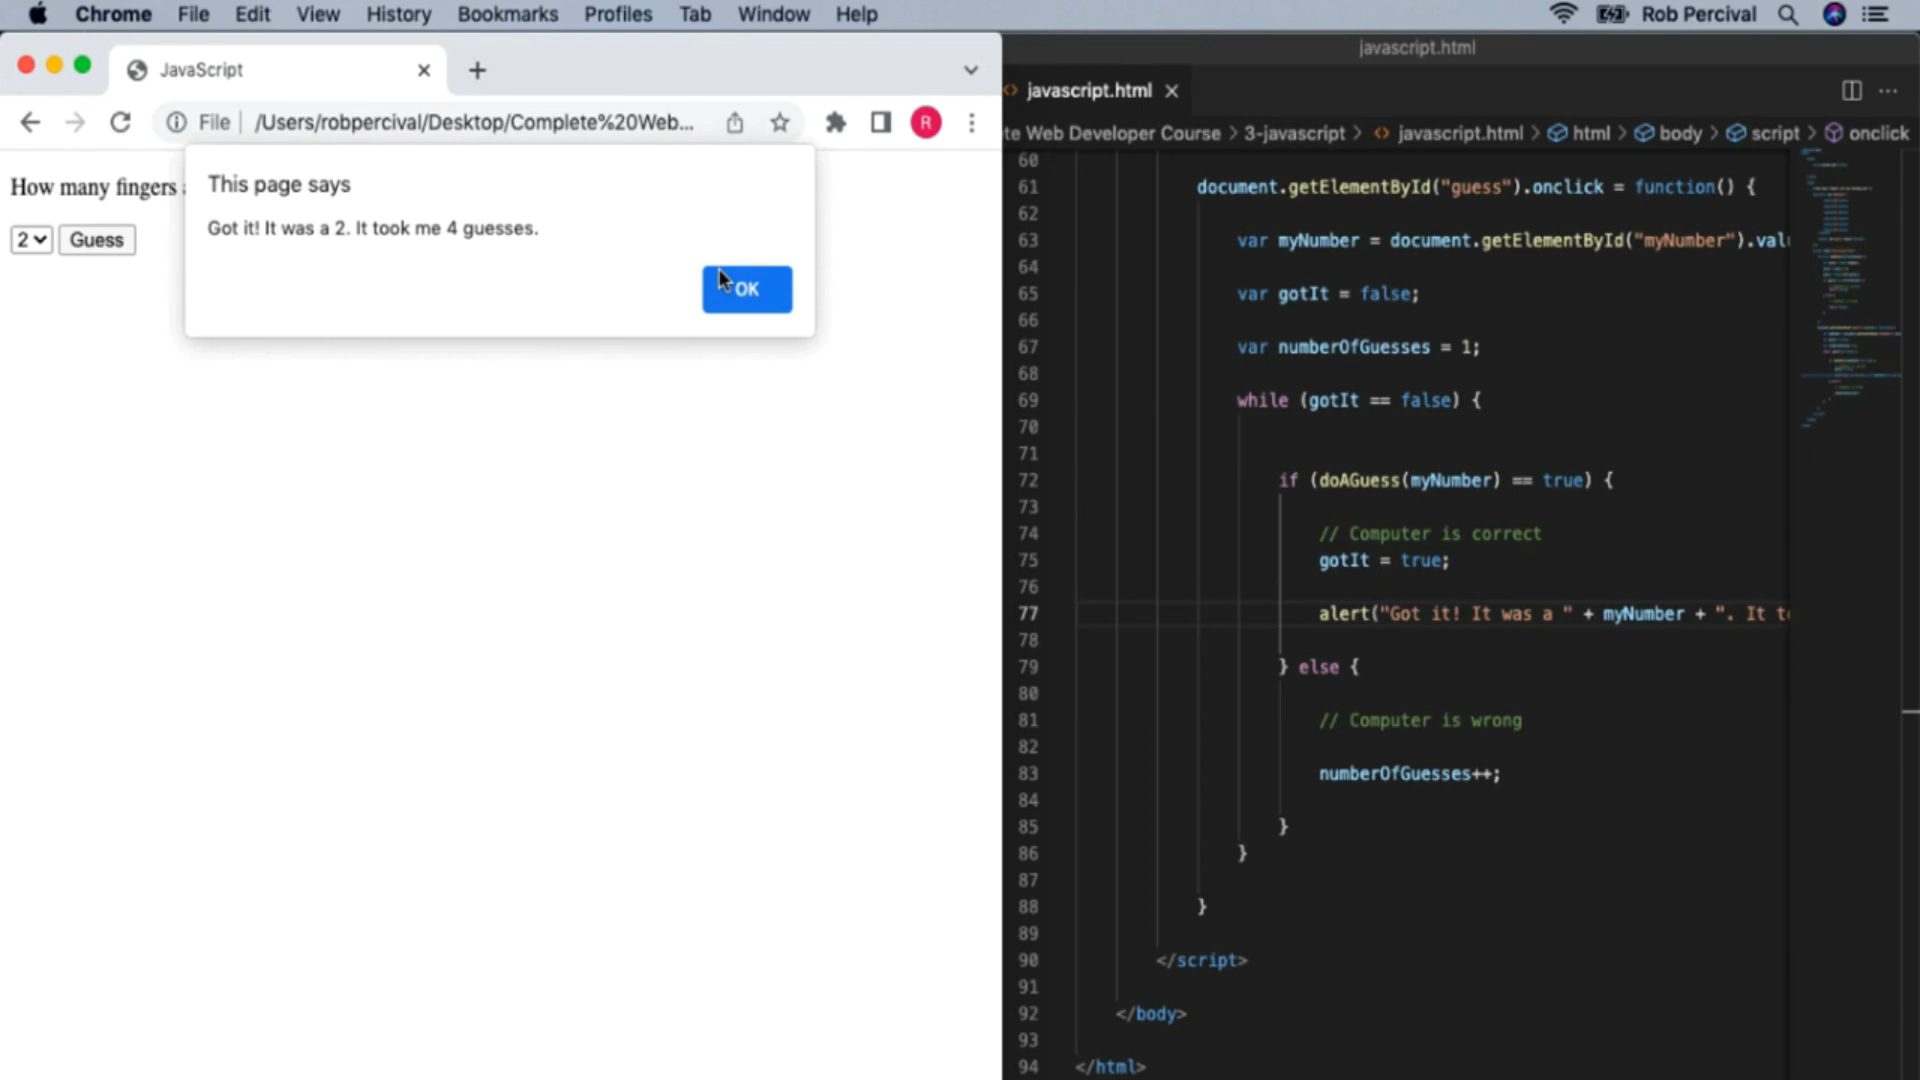 Chrome File Edit View History Bookmarks Profiles Tab Window Help Rob Percival
JavaScript
File /Users/robpercival/Desktop/Complete%20Web...
R
How many fingers
2 Guess
This page says
Got it! It was a 2. It took me 4 guesses.
OK
javascript.html
javascript.html
te Web Developer Course > 3-javascript > javascript.html > html > body > script > onclick
60
61 document.getElementById("guess").onclick = function() {
62
63 var myNumber = document.getElementById("myNumber").val
64
65 var gotIt = false;
66
67 var numberOfGuesses = 1;
68
69 while (gotIt == false) {
70
71
72 if (doAGuess(myNumber) == true) {
73
74 // Computer is correct
75 gotIt = true;
76
77 alert("Got it! It was a " + myNumber + ". It t
78
79 } else {
80
81 // Computer is wrong
82
83 numberOfGuesses++;
84
85 }
86 }
87
88 }
89
90 </script>
91
92 </body>
93
94 </html>